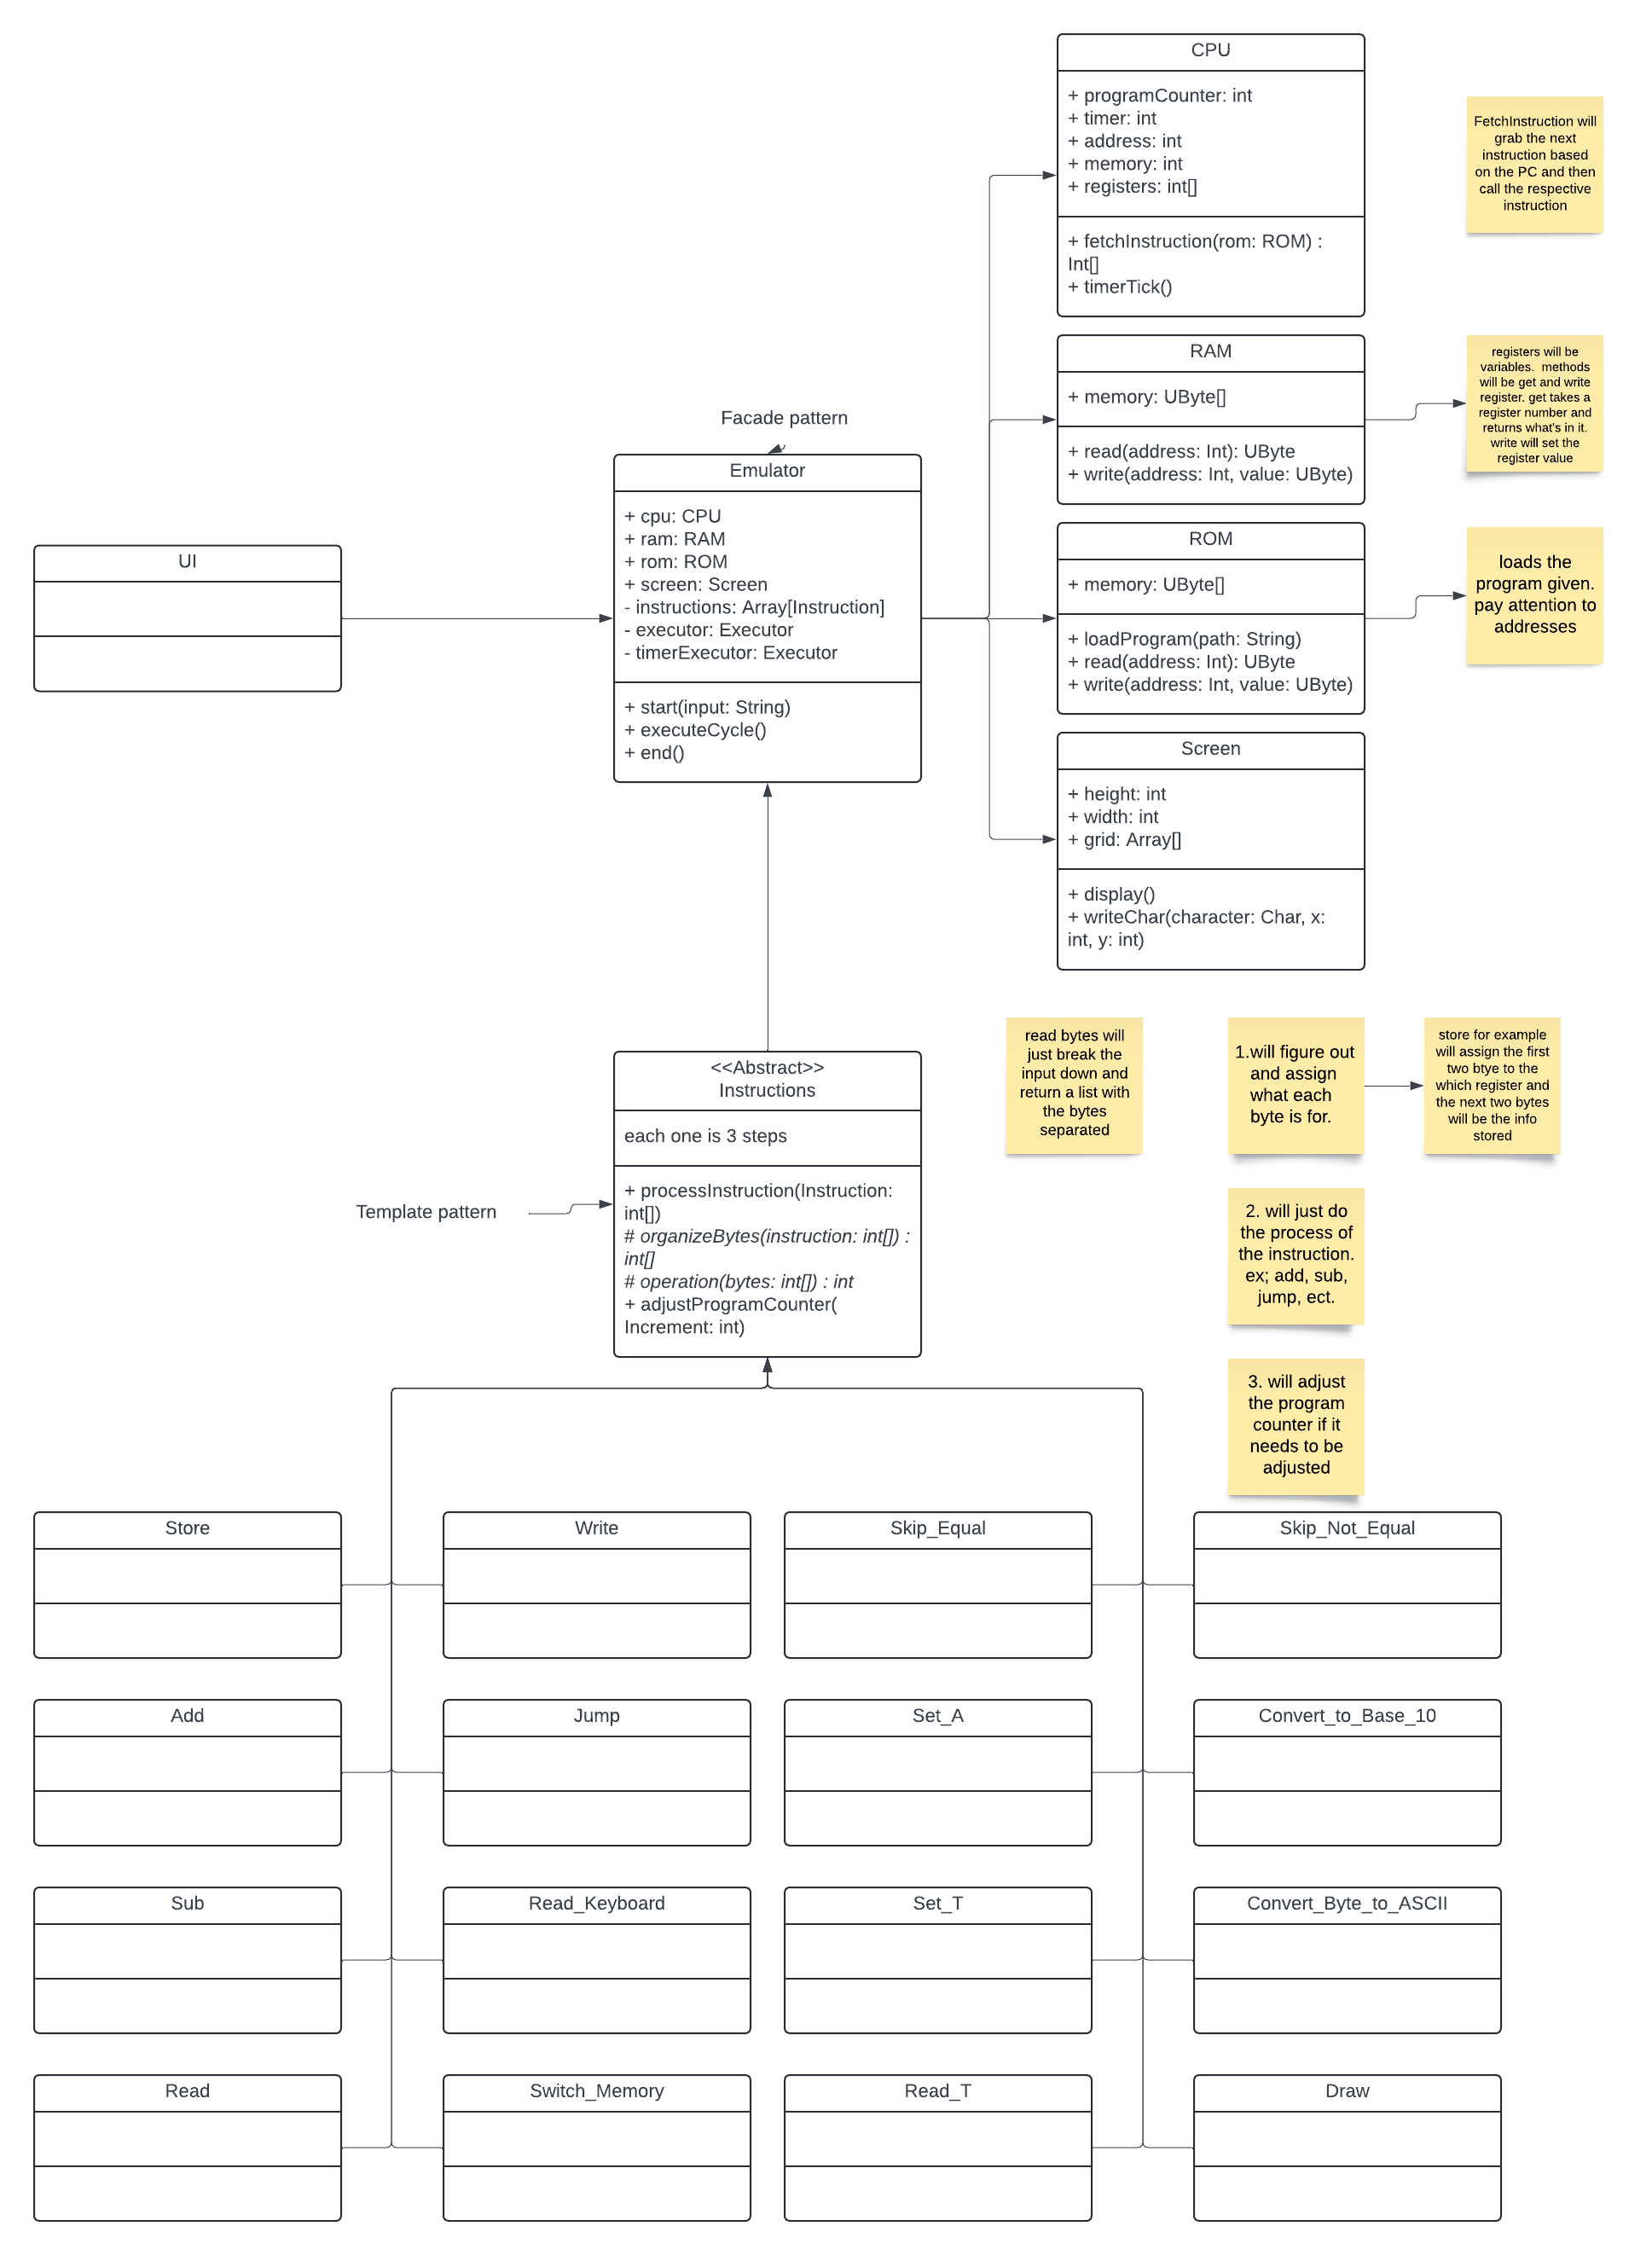 CPU
+ programCounter: int
+ timer: int
+ address: int
+ memory: int
+ registers: int[]
+ fetchInstruction(rom: ROM) :
Int[]
+ timerTick()
FetchInstruction will
grab the next
instruction based
on the PC and then
call the respective
instruction
RAM
+ memory: UByte[]
+ read(address: Int): UByte
+ write(address: Int, value: UByte)
registers will be
variables. methods
will be get and write
register. get takes a
register number and
returns what's in it.
write will set the
register value
Facade pattern
Emulator
+ cpu: CPU
+ ram: RAM
+ rom: ROM
+ screen: Screen
- instructions: Array[Instruction]
- executor: Executor
- timerExecutor: Executor
+ start(input: String)
+ executeCycle()
+ end()
UI
ROM
+ memory: UByte[]
+ loadProgram(path: String)
+ read(address: Int): UByte
+ write(address: Int, value: UByte)
loads the
program given.
pay attention to
addresses
Screen
+ height: int
+ width: int
+ grid: Array[]
+ display()
+ writeChar(character: Char, x:
int, y: int)
<<Abstract>>
Instructions
each one is 3 steps
+ processInstruction(Instruction:
int[])
# organizeBytes(instruction: int[]) :
int[]
# operation(bytes: int[]) : int
+ adjustProgramCounter(
Increment: int)
Template pattern
read bytes will
just break the
input down and
return a list with
the bytes
separated
1.will figure out
and assign
what each
byte is for.
store for example
will assign the first
two btye to the
which register and
the next two bytes
will be the info
stored
2. will just do
the process of
the instruction.
ex; add, sub,
jump, ect.
3. will adjust
the program
counter if it
needs to be
adjusted
Store
Write
Skip_Equal
Skip_Not_Equal
Add
Jump
Set_A
Convert_to_Base_10
Sub
Read_Keyboard
Set_T
Convert_Byte_to_ASCII
Read
Switch_Memory
Read_T
Draw